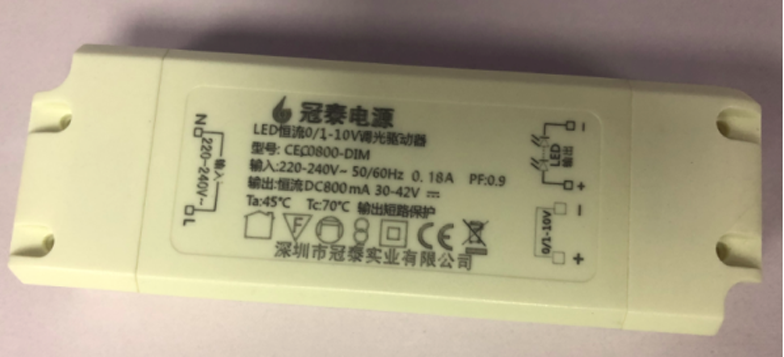 冠泰电源
LED恒流0/1-10V调光驱动器
型号: CEC0800-DIM
输入:220-240V~ 50/60Hz 0.18A PF:0.9
输出:恒流DC800mA 30-42V
Ta:45°C Tc:70°C 输出短路保护
F
CE
深圳市冠泰实业有限公司
N
输入
220-240V~
L
-
LED
输出
+
-
0/1-10V
+